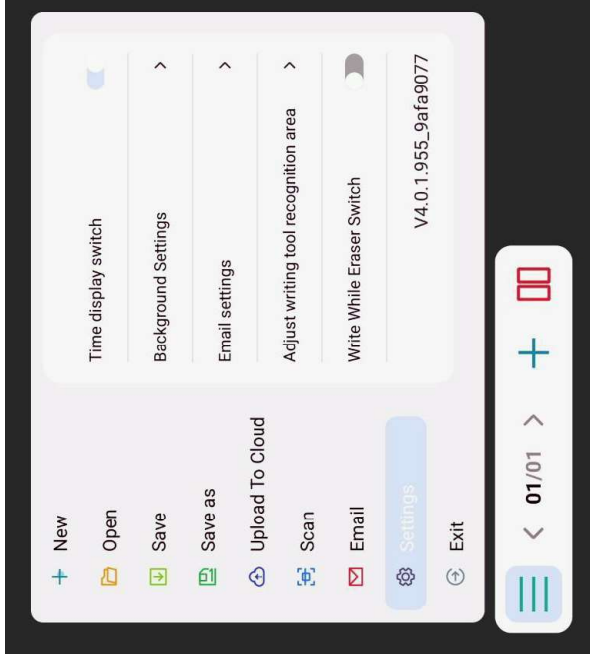 New
Open
Save
Save as
Upload To Cloud
Scan
Email
Settings
Exit
Time display switch
Background Settings
Email settings
Adjust writing tool recognition area
Write While Eraser Switch
V4.0.1.955_9afa9077
01/01